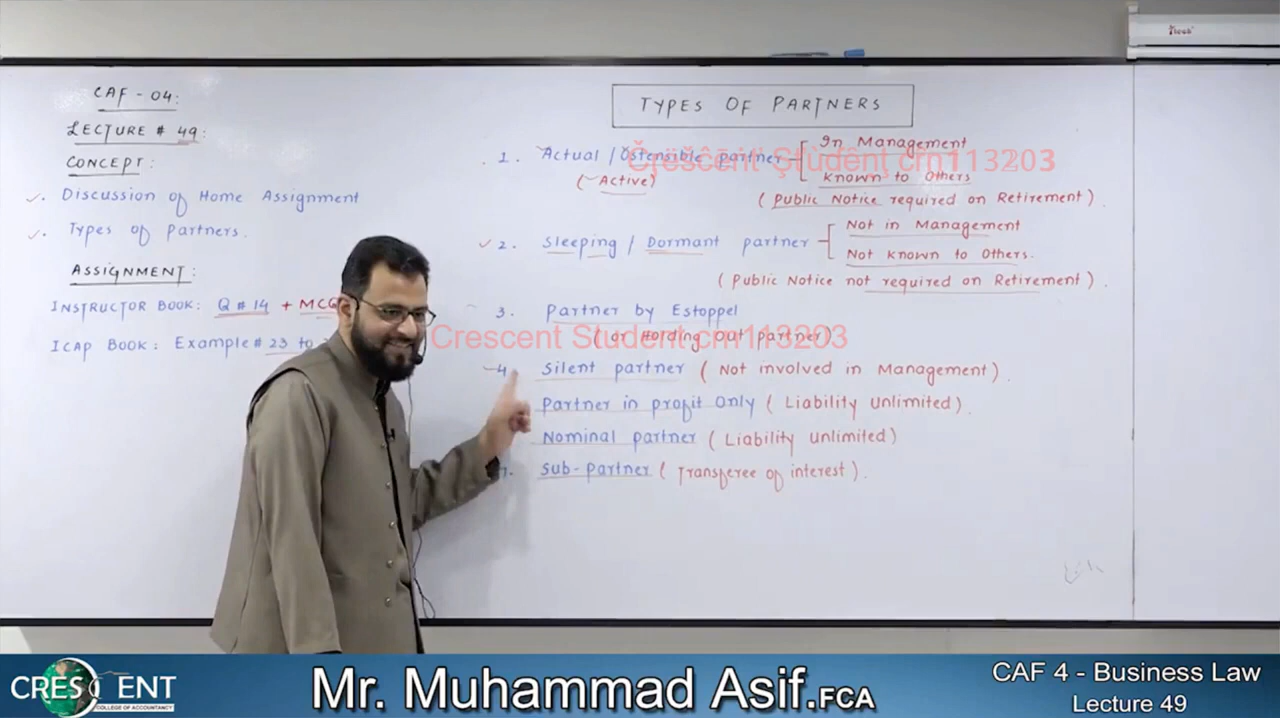 itech
CAF - 04:
LECTURE # 49:
CONCEPT:
Discussion of Home Assignment
Types of Partners.
ASSIGNMENT:
INSTRUCTOR BOOK: Q # 14 + MCQ
ICAP BOOK: Example # 23 to
TYPES OF PARTNERS
1. Actual / Ostensible partner
(Active)
In Management
known to Others
(Public Notice required on Retirement).
2. Sleeping / Dormant partner
Not in Management
Not known to Others.
(Public Notice not required on Retirement)
3. Partner by Estoppel
(or Holding out partner)
4. Silent partner (Not involved in Management).
Partner in profit Only (Liability unlimited).
Nominal partner (Liability unlimited)
7. Sub-partner (Transferee of interest).
Crescent Student crn113203
Crescent Student crn113203
CRESCENT
COLLEGE OF ACCOUNTANCY
Mr. Muhammad Asif.FCA
CAF 4 - Business Law
Lecture 49